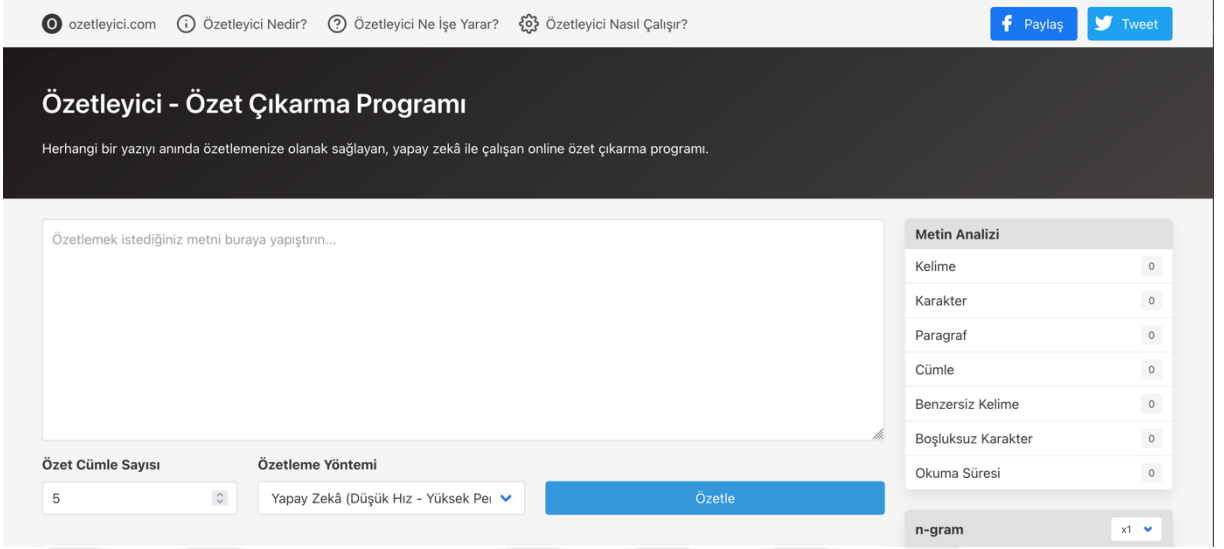 ozetleyici.com Özetleyici Nedir? Özetleyici Ne İşe Yarar? Özetleyici Nasıl Çalışır? Paylaş Tweet
Özetleyici - Özet Çıkarma Programı
Herhangi bir yazıyı anında özetlemenize olanak sağlayan, yapay zekâ ile çalışan online özet çıkarma programı.
Özetlemek istediğiniz metni buraya yapıştırın...
Metin Analizi
Kelime 0
Karakter 0
Paragraf 0
Cümle 0
Benzersiz Kelime 0
Boşluksuz Karakter 0
Okuma Süresi 0
Özet Cümle Sayısı Özetleme Yöntemi
5 Yapay Zekâ (Düşük Hız - Yüksek Per Özetle
n-gram x1